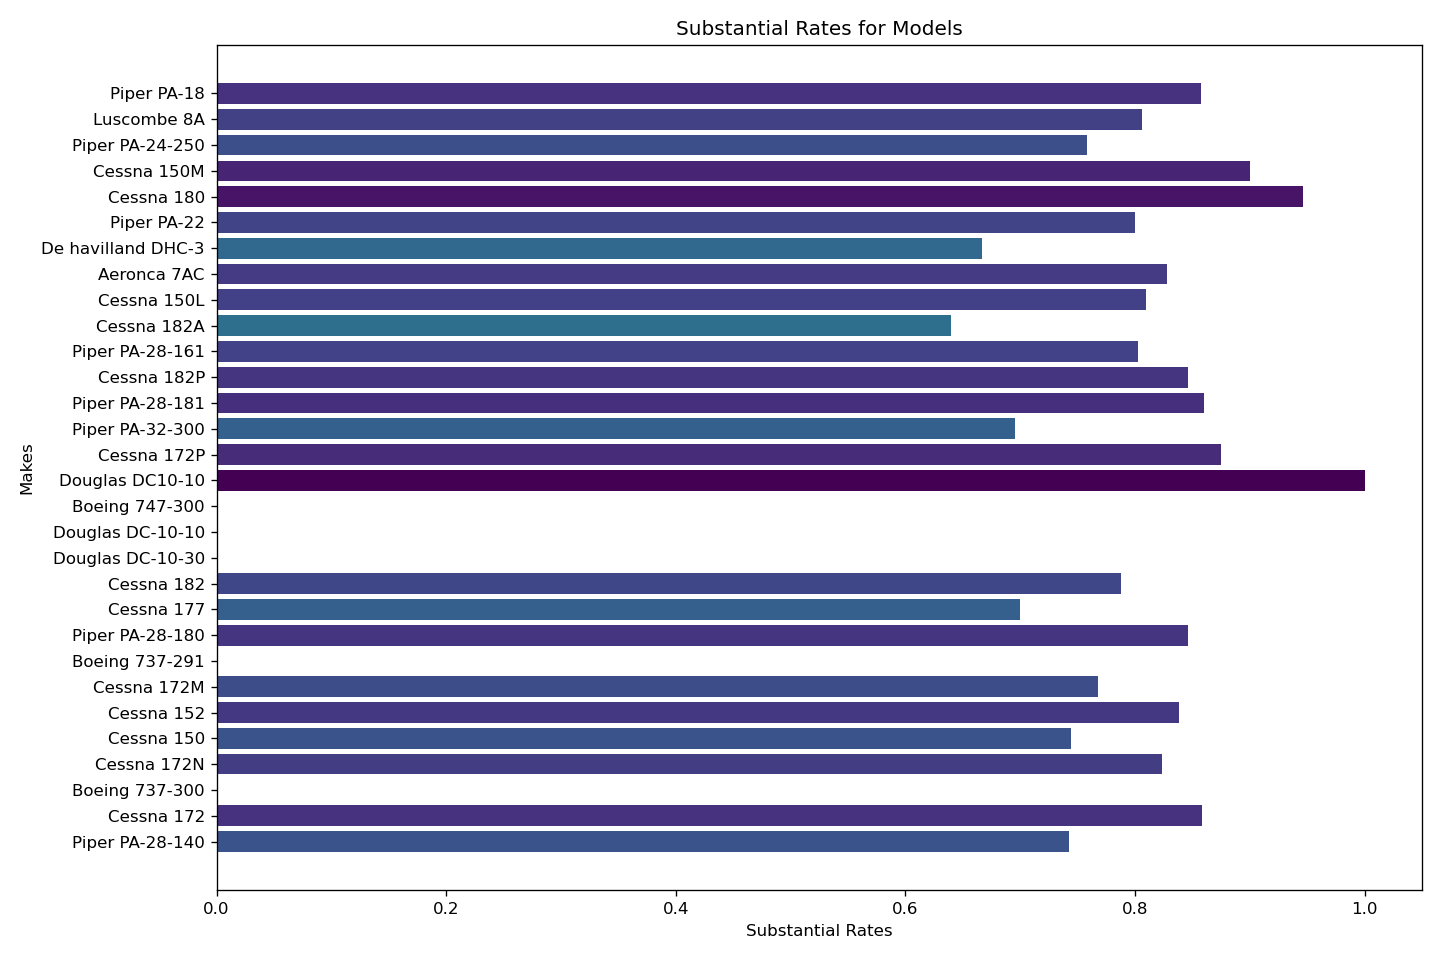 Substantial Rates for Models
Piper PA-18
Luscombe 8A
Piper PA-24-250
Cessna 150M
Cessna 180
Piper PA-22
De havilland DHC-3
Aeronca 7AC
Cessna 150L
Cessna 182A
Piper PA-28-161
Cessna 182P
Piper PA-28-181
Piper PA-32-300
Cessna 172P
Douglas DC10-10
Boeing 747-300
Douglas DC-10-10
Douglas DC-10-30
Cessna 182
Cessna 177
Piper PA-28-180
Boeing 737-291
Cessna 172M
Cessna 152
Cessna 150
Cessna 172N
Boeing 737-300
Cessna 172
Piper PA-28-140
Makes
0.0 0.2 0.4 0.6 0.8 1.0
Substantial Rates